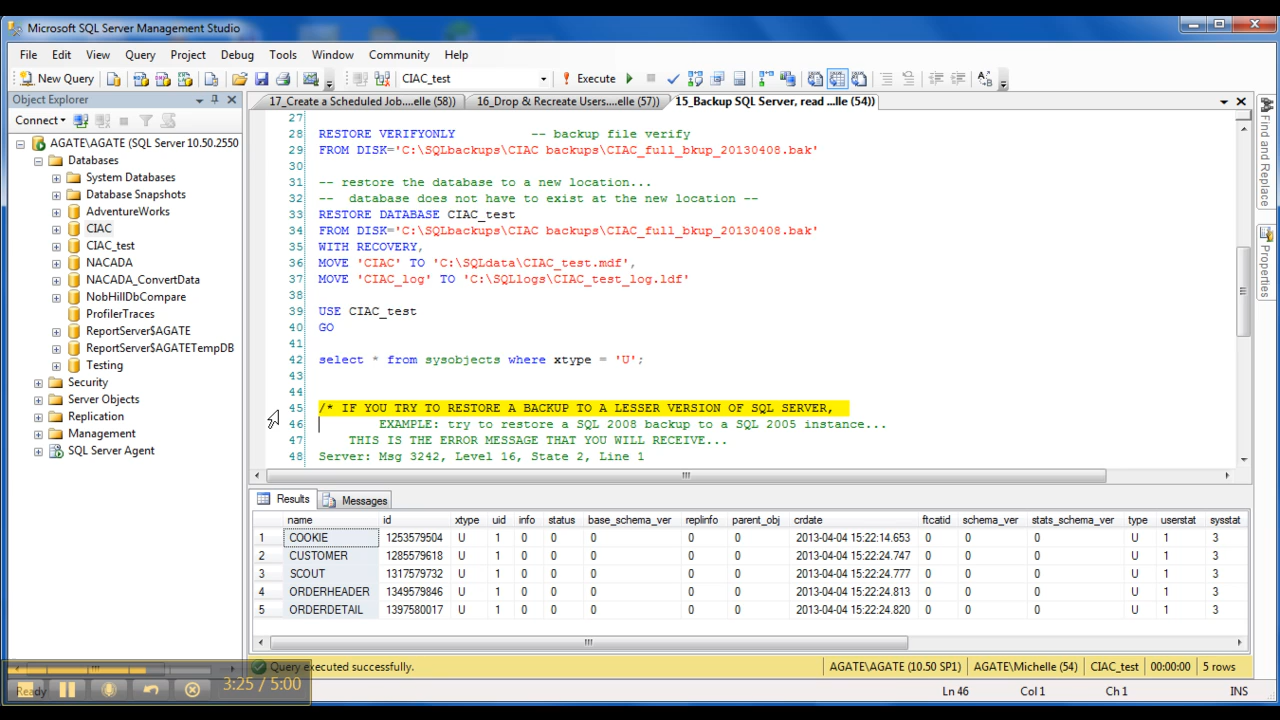 Microsoft SQL Server Management Studio
File Edit View Query Project Debug Tools Window Community Help
New Query CIAC_test Execute
Object Explorer
17_Create a Scheduled Job....elle (58)) 16_Drop & Recreate Users....elle (57)) 15_Backup SQL Server, read ...lle (54))
Connect
AGATE\AGATE (SQL Server 10.50.2550
Databases
System Databases
Database Snapshots
AdventureWorks
CIAC
CIAC_test
NACADA
NACADA_ConvertData
NobHillDbCompare
ProfilerTraces
ReportServer$AGATE
ReportServer$AGATETempDB
Testing
Security
Server Objects
Replication
Management
SQL Server Agent
27
28 RESTORE VERIFYONLY -- backup file verify
29 FROM DISK='C:\SQLbackups\CIAC backups\CIAC_full_bkup_20130408.bak'
30
31 -- restore the database to a new location...
32 -- database does not have to exist at the new location --
33 RESTORE DATABASE CIAC_test
34 FROM DISK='C:\SQLbackups\CIAC backups\CIAC_full_bkup_20130408.bak'
35 WITH RECOVERY,
36 MOVE 'CIAC' TO 'C:\SQLdata\CIAC_test.mdf',
37 MOVE 'CIAC_log' TO 'C:\SQLlogs\CIAC_test_log.ldf'
38
39 USE CIAC_test
40 GO
41
42 select * from sysobjects where xtype = 'U';
43
44
45 /* IF YOU TRY TO RESTORE A BACKUP TO A LESSER VERSION OF SQL SERVER,
46 EXAMPLE: try to restore a SQL 2008 backup to a SQL 2005 instance...
47 THIS IS THE ERROR MESSAGE THAT YOU WILL RECEIVE...
48 Server: Msg 3242, Level 16, State 2, Line 1
Find and Replace
Properties
Results Messages
name id xtype uid info status base_schema_ver replinfo parent_obj crdate ftcatid schema_ver stats_schema_ver type userstat sysstat
1 COOKIE 1253579504 U 1 0 0 0 0 0 2013-04-04 15:22:14.653 0 0 0 U 1 3
2 CUSTOMER 1285579618 U 1 0 0 0 0 0 2013-04-04 15:22:24.747 0 0 0 U 1 3
3 SCOUT 1317579732 U 1 0 0 0 0 0 2013-04-04 15:22:24.777 0 0 0 U 1 3
4 ORDERHEADER 1349579846 U 1 0 0 0 0 0 2013-04-04 15:22:24.813 0 0 0 U 1 3
5 ORDERDETAIL 1397580017 U 1 0 0 0 0 0 2013-04-04 15:22:24.820 0 0 0 U 1 3
Query executed successfully. AGATE\AGATE (10.50 SP1) AGATE\Michelle (54) CIAC_test 00:00:00 5 rows
Ready 3:25 / 5:00 Ln 46 Col 1 Ch 1 INS